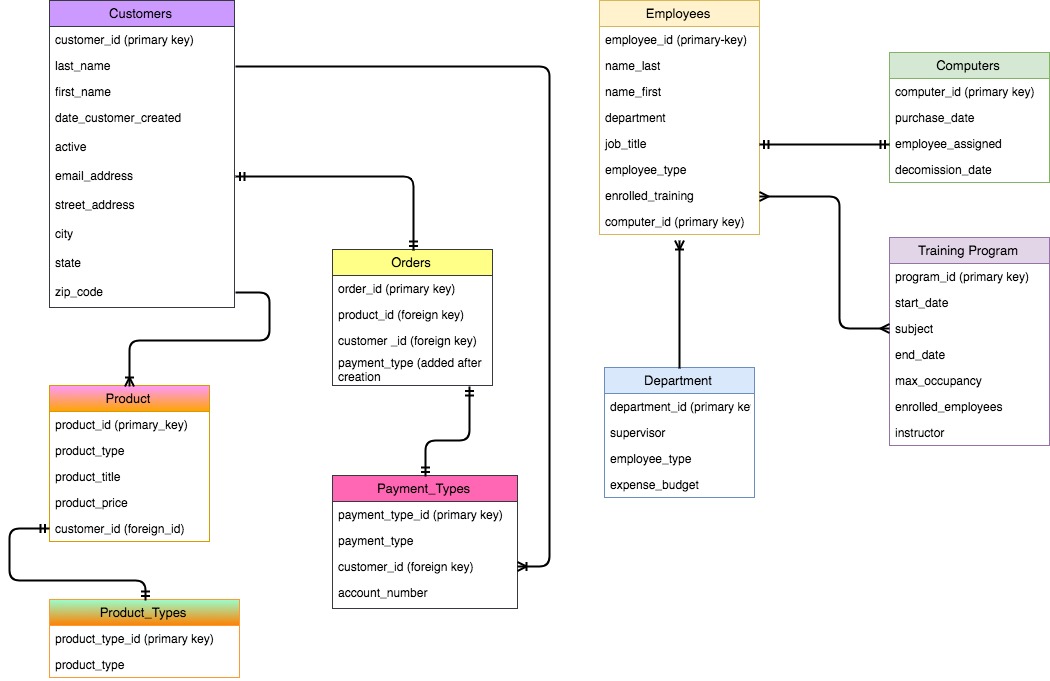 Customers
customer_id (primary key)
last_name
first_name
date_customer_created
active
email_address
street_address
city
state
zip_code
Orders
order_id (primary key)
product_id (foreign key)
customer _id (foreign key)
payment_type (added after
creation
Product
product_id (primary_key)
product_type
product_title
product_price
customer_id (foreign_id)
Payment_Types
payment_type_id (primary key)
payment_type
customer_id (foreign key)
account_number
Product_Types
product_type_id (primary key)
product_type
Employees
employee_id (primary-key)
name_last
name_first
department
job_title
employee_type
enrolled_training
computer_id (primary key)
Computers
computer_id (primary key)
purchase_date
employee_assigned
decomission_date
Training Program
program_id (primary key)
start_date
subject
end_date
max_occupancy
enrolled_employees
instructor
Department
department_id (primary ke
supervisor
employee_type
expense_budget